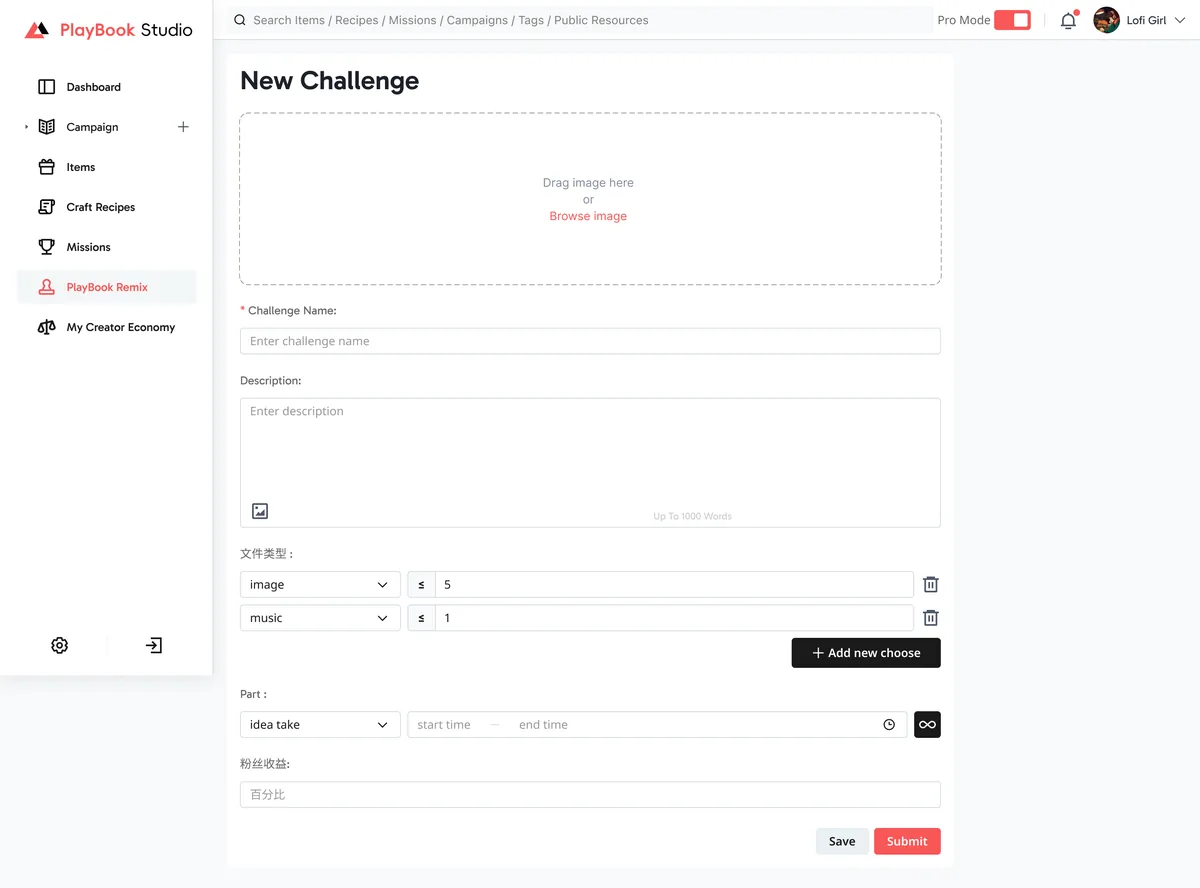 PlayBook Studio
Search Items / Recipes / Missions / Campaigns / Tags / Public Resources
Pro Mode
Lofi Girl
Dashboard
Campaign
Items
Craft Recipes
Missions
PlayBook Remix
My Creator Economy
New Challenge
Drag image here
or
Browse image
* Challenge Name:
Enter challenge name
Description:
Enter description
Up To 1000 Words
文件类型 :
image ≤ 5
music ≤ 1
+ Add new choose
Part :
idea take start time — end time
粉丝收益:
百分比
Save Submit